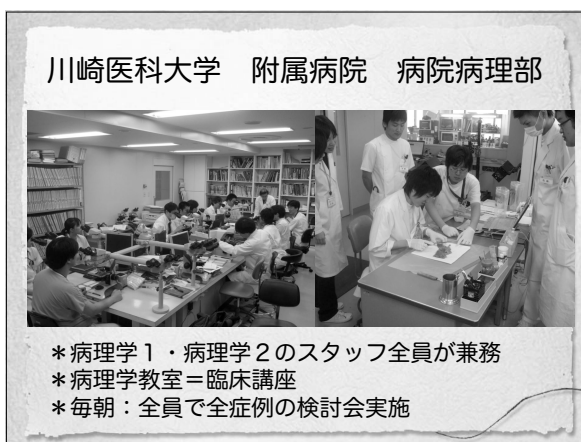 川崎医科大学　附属病院　病院病理部
＊病理学１・病理学２のスタッフ全員が兼務
＊病理学教室＝臨床講座
＊毎朝：全員で全症例の検討会実施